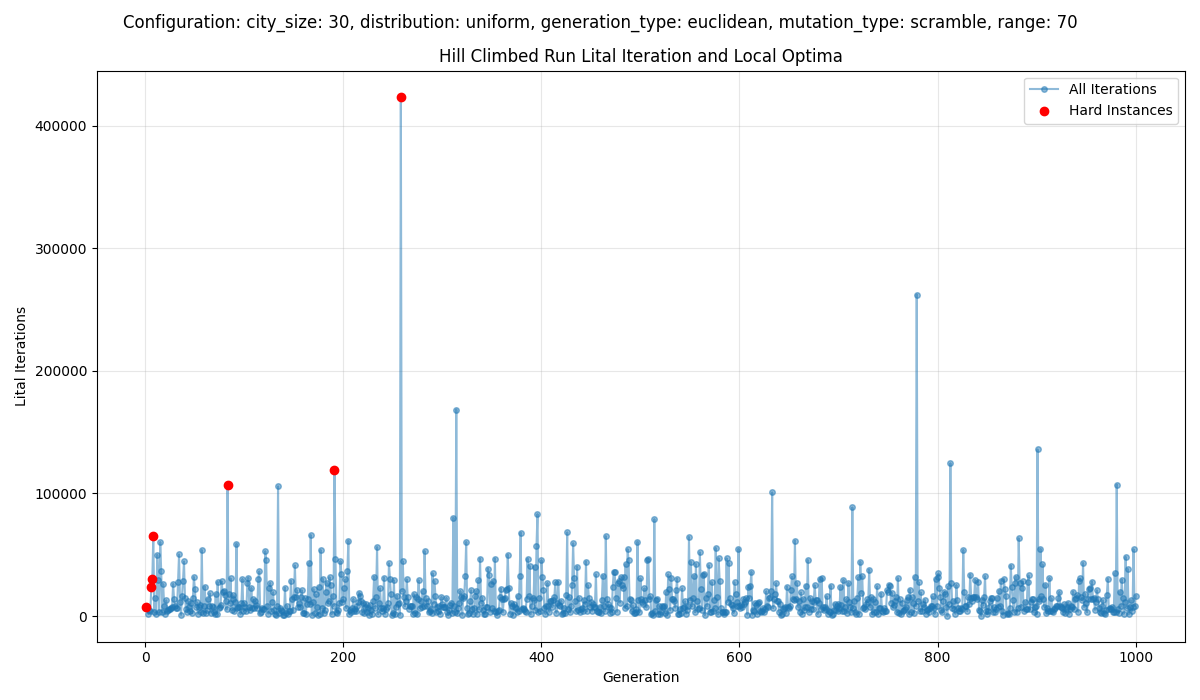 Configuration: city_size: 30, distribution: uniform, generation_type: euclidean, mutation_type: scramble, range: 70
Hill Climbed Run Lital Iteration and Local Optima
All Iterations
Hard Instances
400000
300000
200000
100000
0
Lital Iterations
0 200 400 600 800 1000
Generation